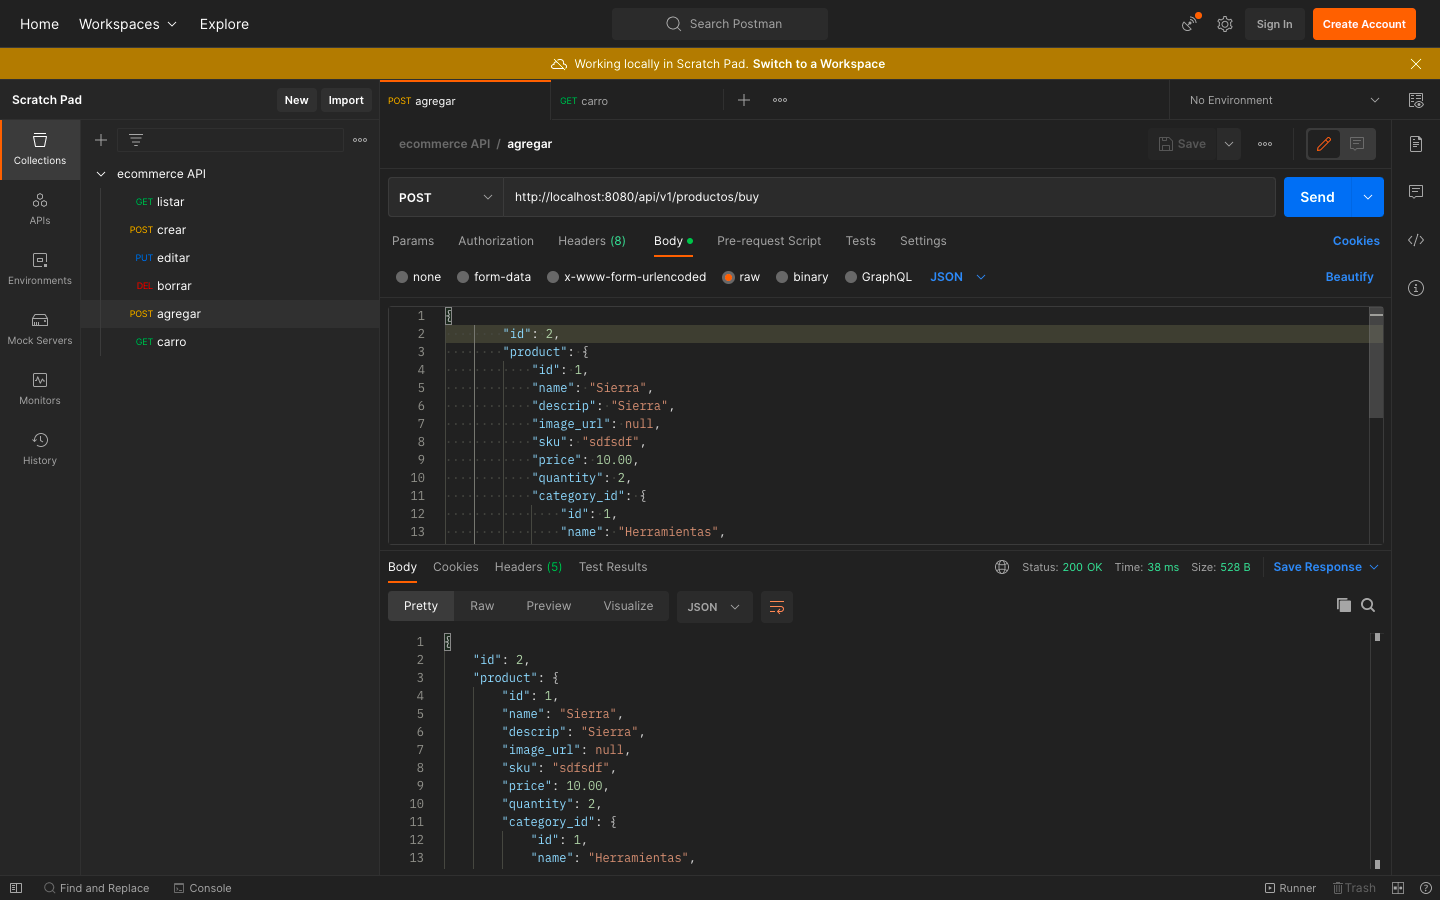 Home Workspaces Explore Search Postman Sign In Create Account
Working locally in Scratch Pad. Switch to a Workspace
Scratch Pad New Import
POST agregar GET carro No Environment
Collections
APIs
Environments
Mock Servers
Monitors
History
ecommerce API
GET listar
POST crear
PUT editar
DEL borrar
POST agregar
GET carro
ecommerce API / agregar Save
POST http://localhost:8080/api/v1/productos/buy Send
Params Authorization Headers (8) Body Pre-request Script Tests Settings Cookies
none form-data x-www-form-urlencoded raw binary GraphQL JSON Beautify
1 {
2 "id": 2,
3 "product": {
4 "id": 1,
5 "name": "Sierra",
6 "descrip": "Sierra",
7 "image_url": null,
8 "sku": "sdfsdf",
9 "price": 10.00,
10 "quantity": 2,
11 "category_id": {
12 "id": 1,
13 "name": "Herramientas",
Body Cookies Headers (5) Test Results Status: 200 OK Time: 38 ms Size: 528 B Save Response
Pretty Raw Preview Visualize JSON
1 {
2 "id": 2,
3 "product": {
4 "id": 1,
5 "name": "Sierra",
6 "descrip": "Sierra",
7 "image_url": null,
8 "sku": "sdfsdf",
9 "price": 10.00,
10 "quantity": 2,
11 "category_id": {
12 "id": 1,
13 "name": "Herramientas",
Find and Replace Console Runner Trash